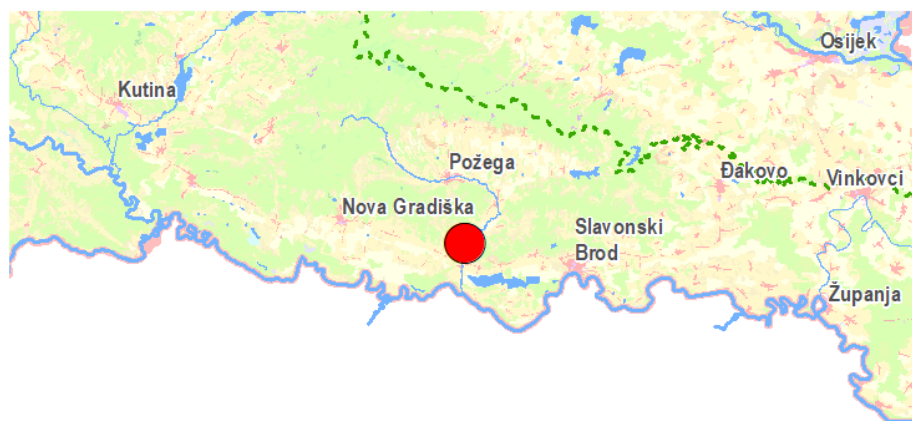 Osijek
Kutina
Požega
Đakovo
Vinkovci
Nova Gradiška
Slavonski
Brod
Županja